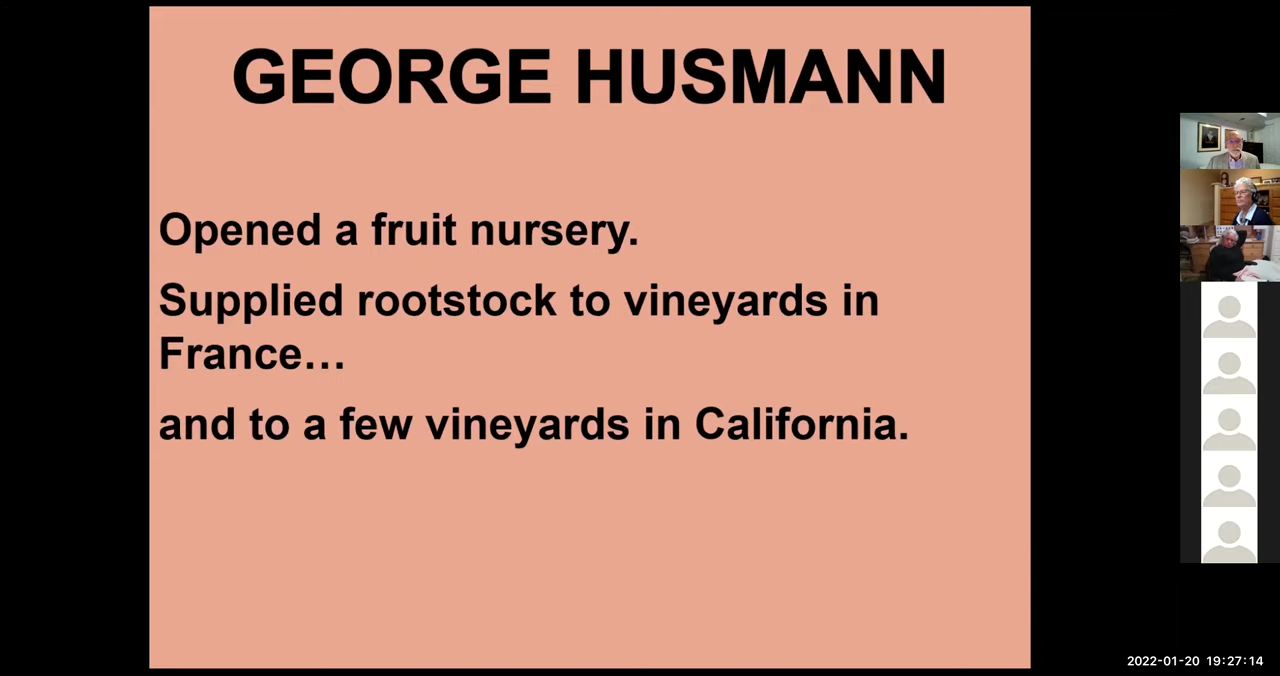 GEORGE HUSMANN
Opened a fruit nursery.
Supplied rootstock to vineyards in
France…
and to a few vineyards in California.
2022-01-20 19:27:14